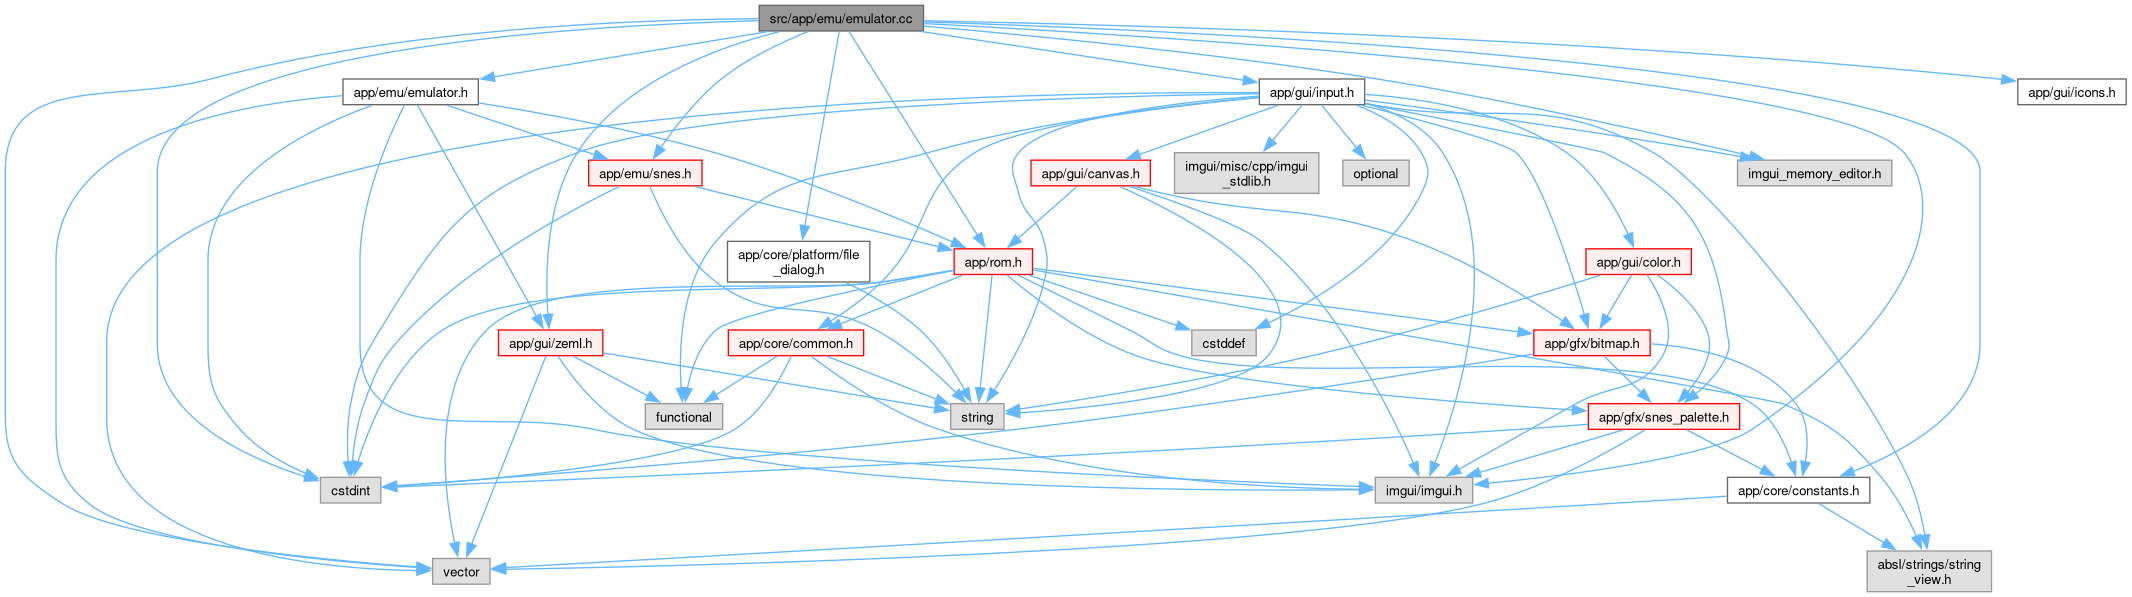 src/app/emu/emulator.cc
app/emu/emulator.h
app/gui/input.h
app/gui/icons.h
app/emu/snes.h
app/gui/canvas.h
imgui/misc/cpp/imgui
_stdlib.h
optional
imgui_memory_editor.h
app/core/platform/file
_dialog.h
app/rom.h
app/gui/color.h
app/gui/zeml.h
app/core/common.h
cstddef
app/gfx/bitmap.h
functional
string
app/gfx/snes_palette.h
cstdint
imgui/imgui.h
app/core/constants.h
vector
absl/strings/string
_view.h